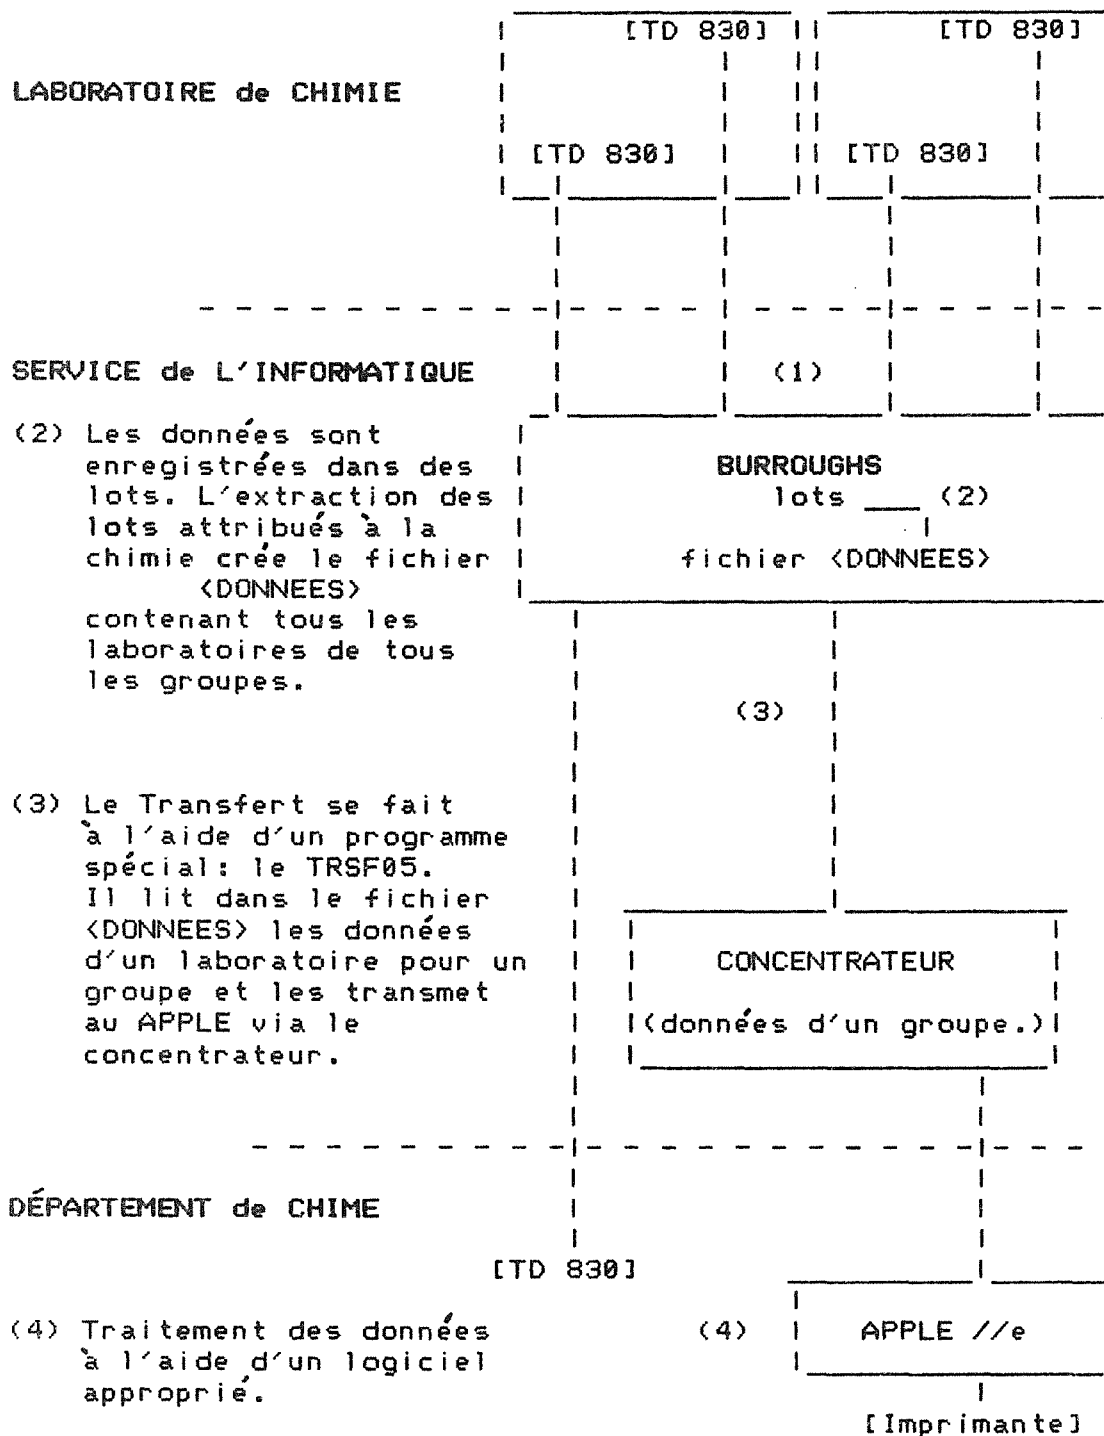 [TD 830] [TD 830]
LABORATOIRE de CHIMIE
[TD 830] [TD 830]
SERVICE de L'INFORMATIQUE (1)
(2) Les données sont
enregistrées dans des
lots. L'extraction des
lots attribués à la
chimie crée le fichier
<DONNEES>
contenant tous les
laboratoires de tous
les groupes.
BURROUGHS
lots ___ (2)
fichier <DONNEES>
(3)
(3) Le Transfert se fait
à l'aide d'un programme
spécial: le TRSF05.
Il lit dans le fichier
<DONNEES> les données
d'un laboratoire pour un
groupe et les transmet
au APPLE via le
concentrateur.
CONCENTRATEUR
(données d'un groupe.)
DÉPARTEMENT de CHIME
[TD 830]
(4) Traitement des données
à l'aide d'un logiciel
approprié.
(4) APPLE //e
[Imprimante]